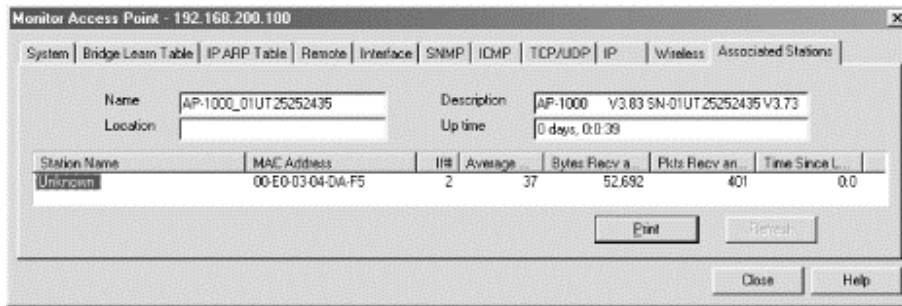 Monitor Access Point - 192.168.200.100
System Bridge Learn Table IP ARP Table Remote Interface SNMP ICMP TCP/UDP IP Wireless Associated Stations
Name AP-1000_01UT25252435 Description AP-1000 V3.83 SN-01UT25252435 V3.73
Location Up time 0 days, 0:0:39
Station Name MAC Address If# Average ... Bytes Recv a... Pkts Recv an... Time Since L...
Unknown 00-E0-03-04-DA-F5 2 37 52,692 401 0:0
Print Refresh
Close Help